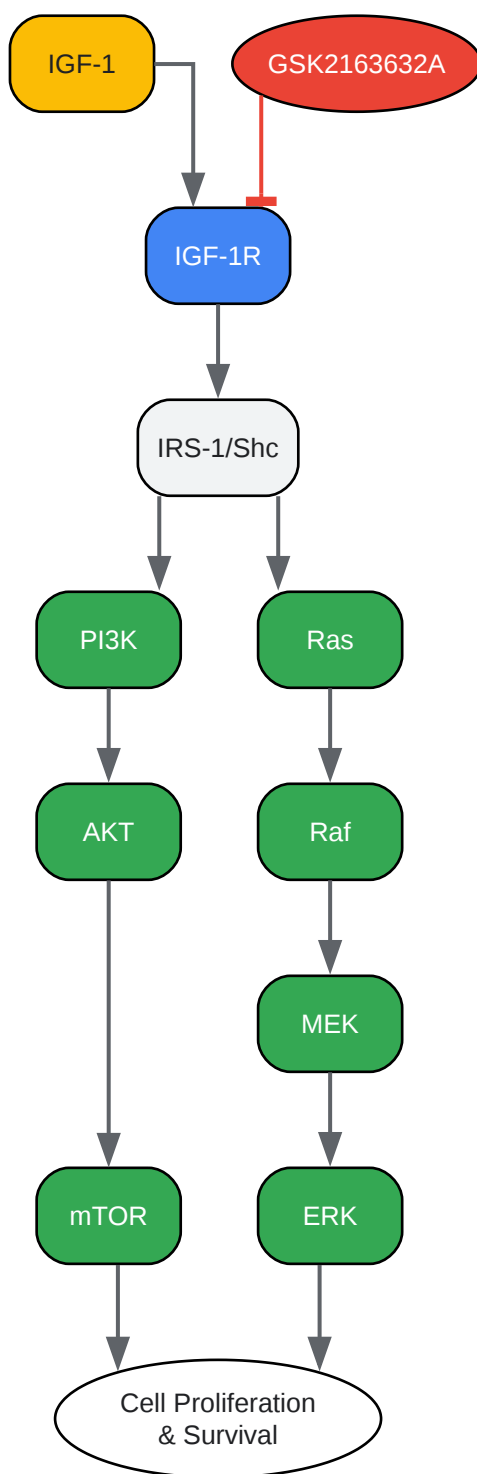 IGF-1
GSK2163632A
IGF-1R
IRS-1/Shc
PI3K
Ras
AKT
Raf
MEK
mTOR
ERK
Cell Proliferation
& Survival